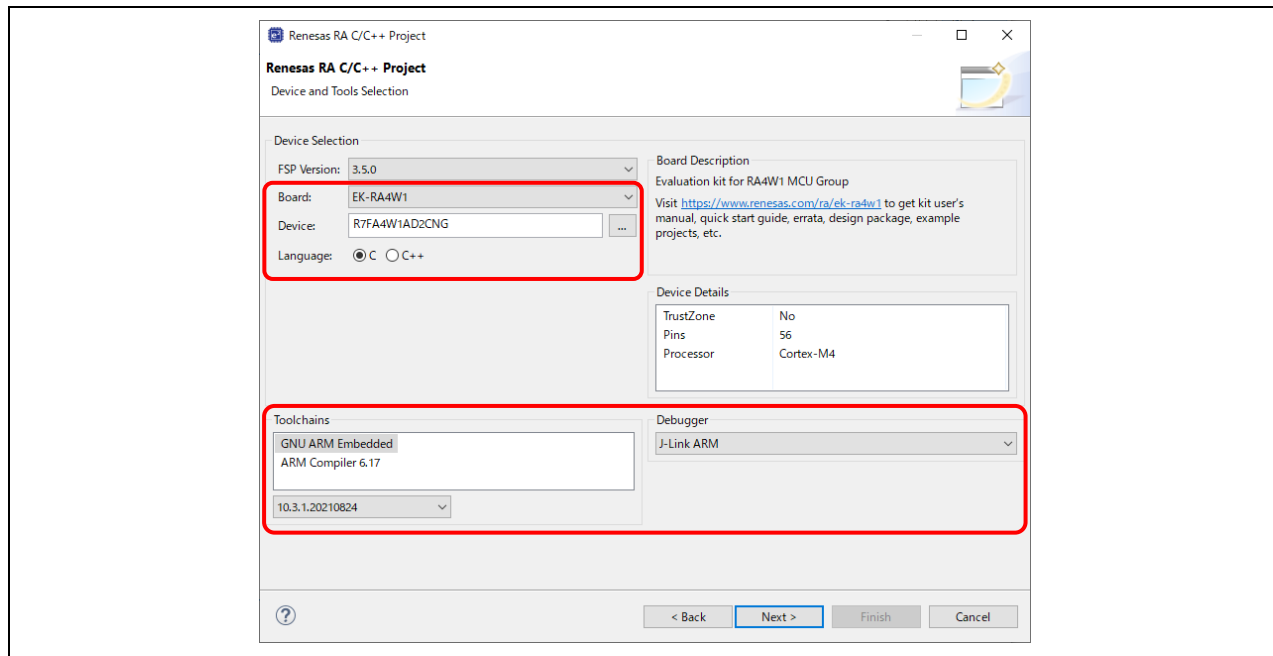 Renesas RA C/C++ Project
Renesas RA C/C++ Project
Device and Tools Selection
Device Selection
FSP Version: 3.5.0
Board: EK-RA4W1
Device: R7FA4W1AD2CNG ...
Language: C C++
Board Description
Evaluation kit for RA4W1 MCU Group
Visit https://www.renesas.com/ra/ek-ra4w1 to get kit user's
manual, quick start guide, errata, design package, example
projects, etc.
Device Details
TrustZone No
Pins 56
Processor Cortex-M4
Toolchains
GNU ARM Embedded
ARM Compiler 6.17
10.3.1.20210824
Debugger
J-Link ARM
?
< Back Next > Finish Cancel